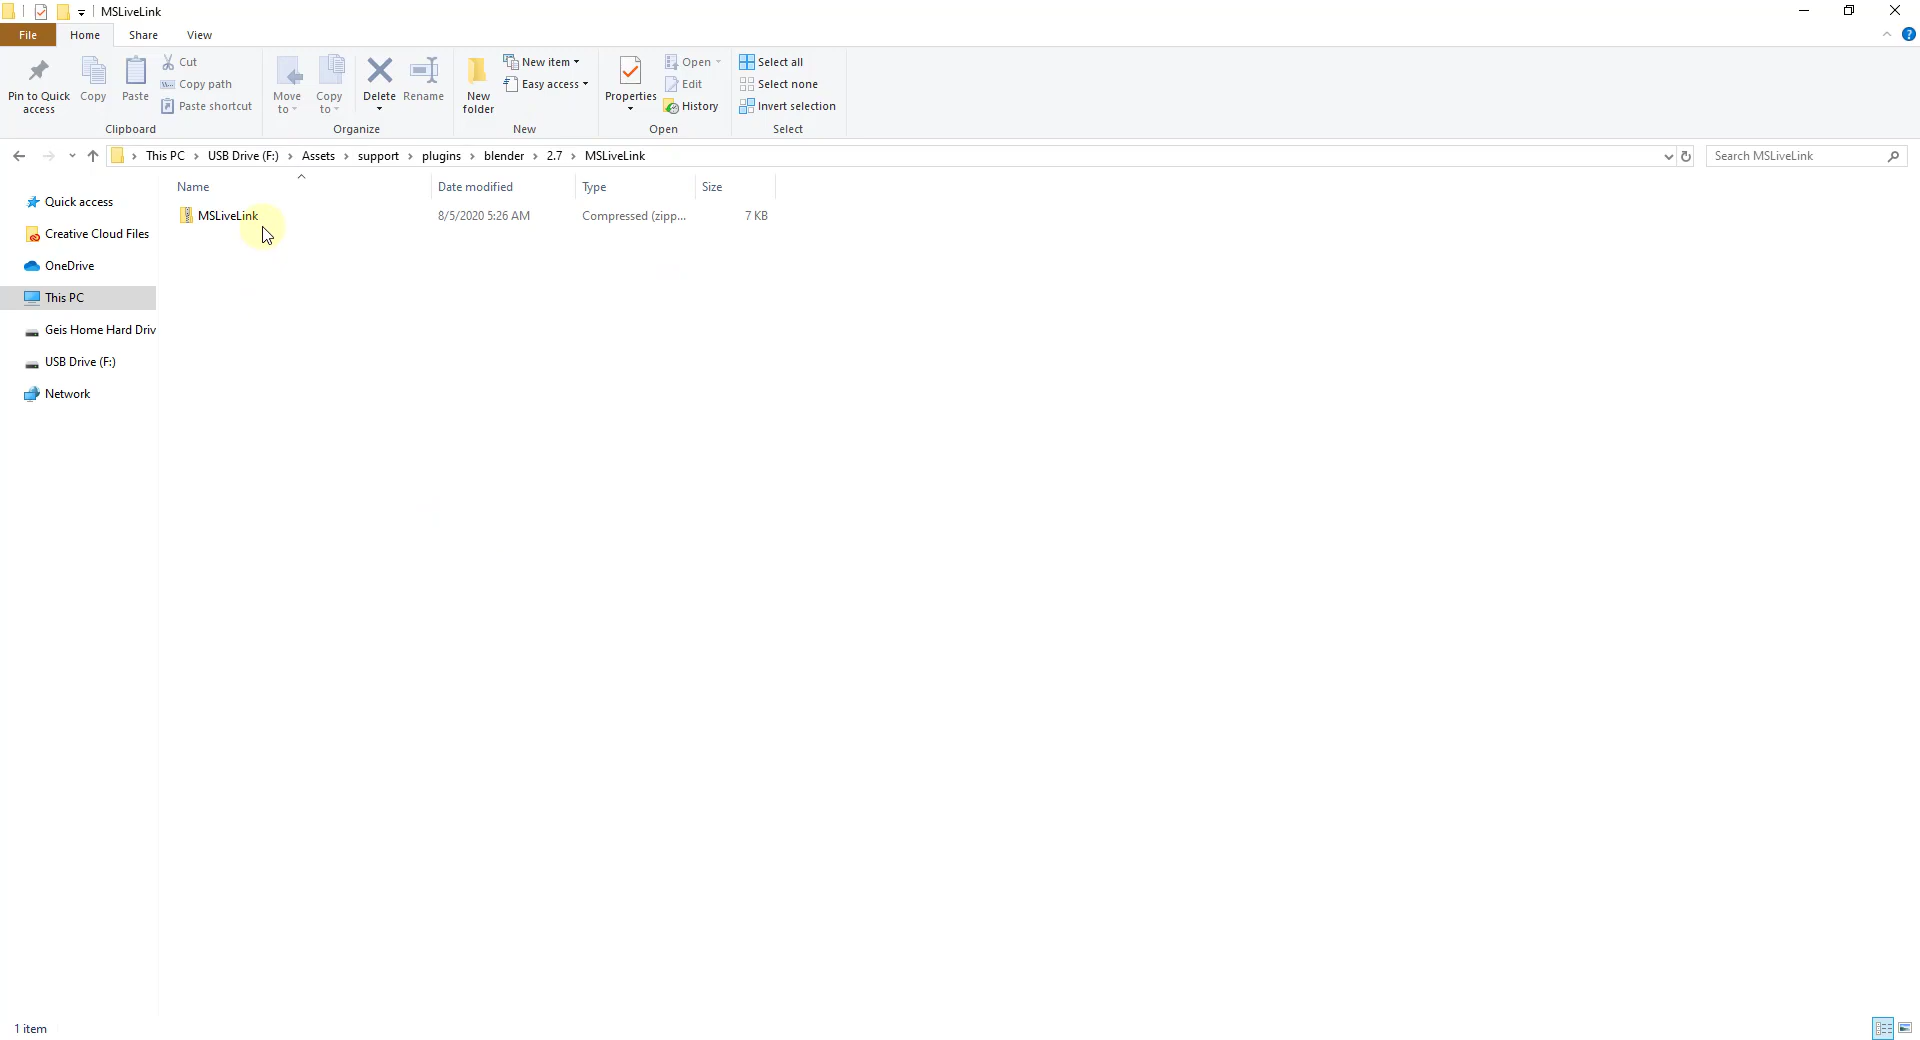 MSLiveLink
File Home Share View
Pin to Quick access
Copy
Paste
Cut
Copy path
Paste shortcut
Clipboard
Move to
Copy to
Delete
Rename
Organize
New folder
New item
Easy access
New
Properties
Open
Edit
History
Open
Select all
Select none
Invert selection
Select
This PC USB Drive (F:) Assets support plugins blender 2.7 MSLiveLink
Search MSLiveLink
Name Date modified Type Size
MSLiveLink 8/5/2020 5:26 AM Compressed (zipp... 7 KB
Quick access
Creative Cloud Files
OneDrive
This PC
Geis Home Hard Driv
USB Drive (F:)
Network
1 item